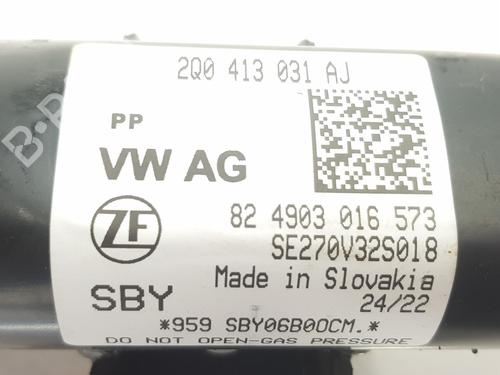 2Q0 413 031 AJ
PP
VW AG
ZF
82 4903 016 573
SE270V32S018
Made in Slovakia
SBY
24/22
*959 SBY06B00CM.*
DO NOT OPEN-GAS PRESSURE